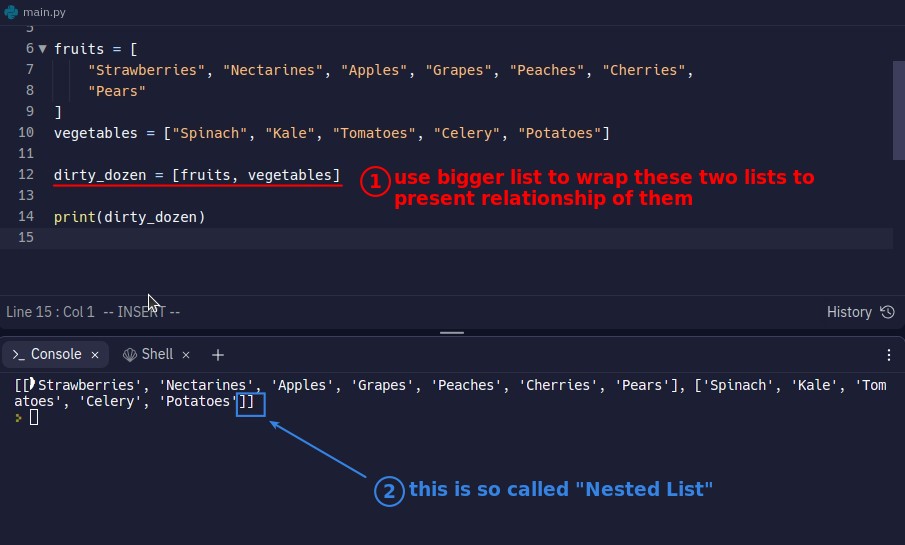 main.py
5
6 fruits = [
7 "Strawberries", "Nectarines", "Apples", "Grapes", "Peaches", "Cherries",
8 "Pears"
9 ]
10 vegetables = ["Spinach", "Kale", "Tomatoes", "Celery", "Potatoes"]
11
12 dirty_dozen = [fruits, vegetables]
1 use bigger list to wrap these two lists to
present relationship of them
13
14 print(dirty_dozen)
15
Line 15 : Col 1 -- INSERT --
History
Console × Shell × +
[['Strawberries', 'Nectarines', 'Apples', 'Grapes', 'Peaches', 'Cherries', 'Pears'], ['Spinach', 'Kale', 'Tom
atoes', 'Celery', 'Potatoes']]
2 this is so called "Nested List"